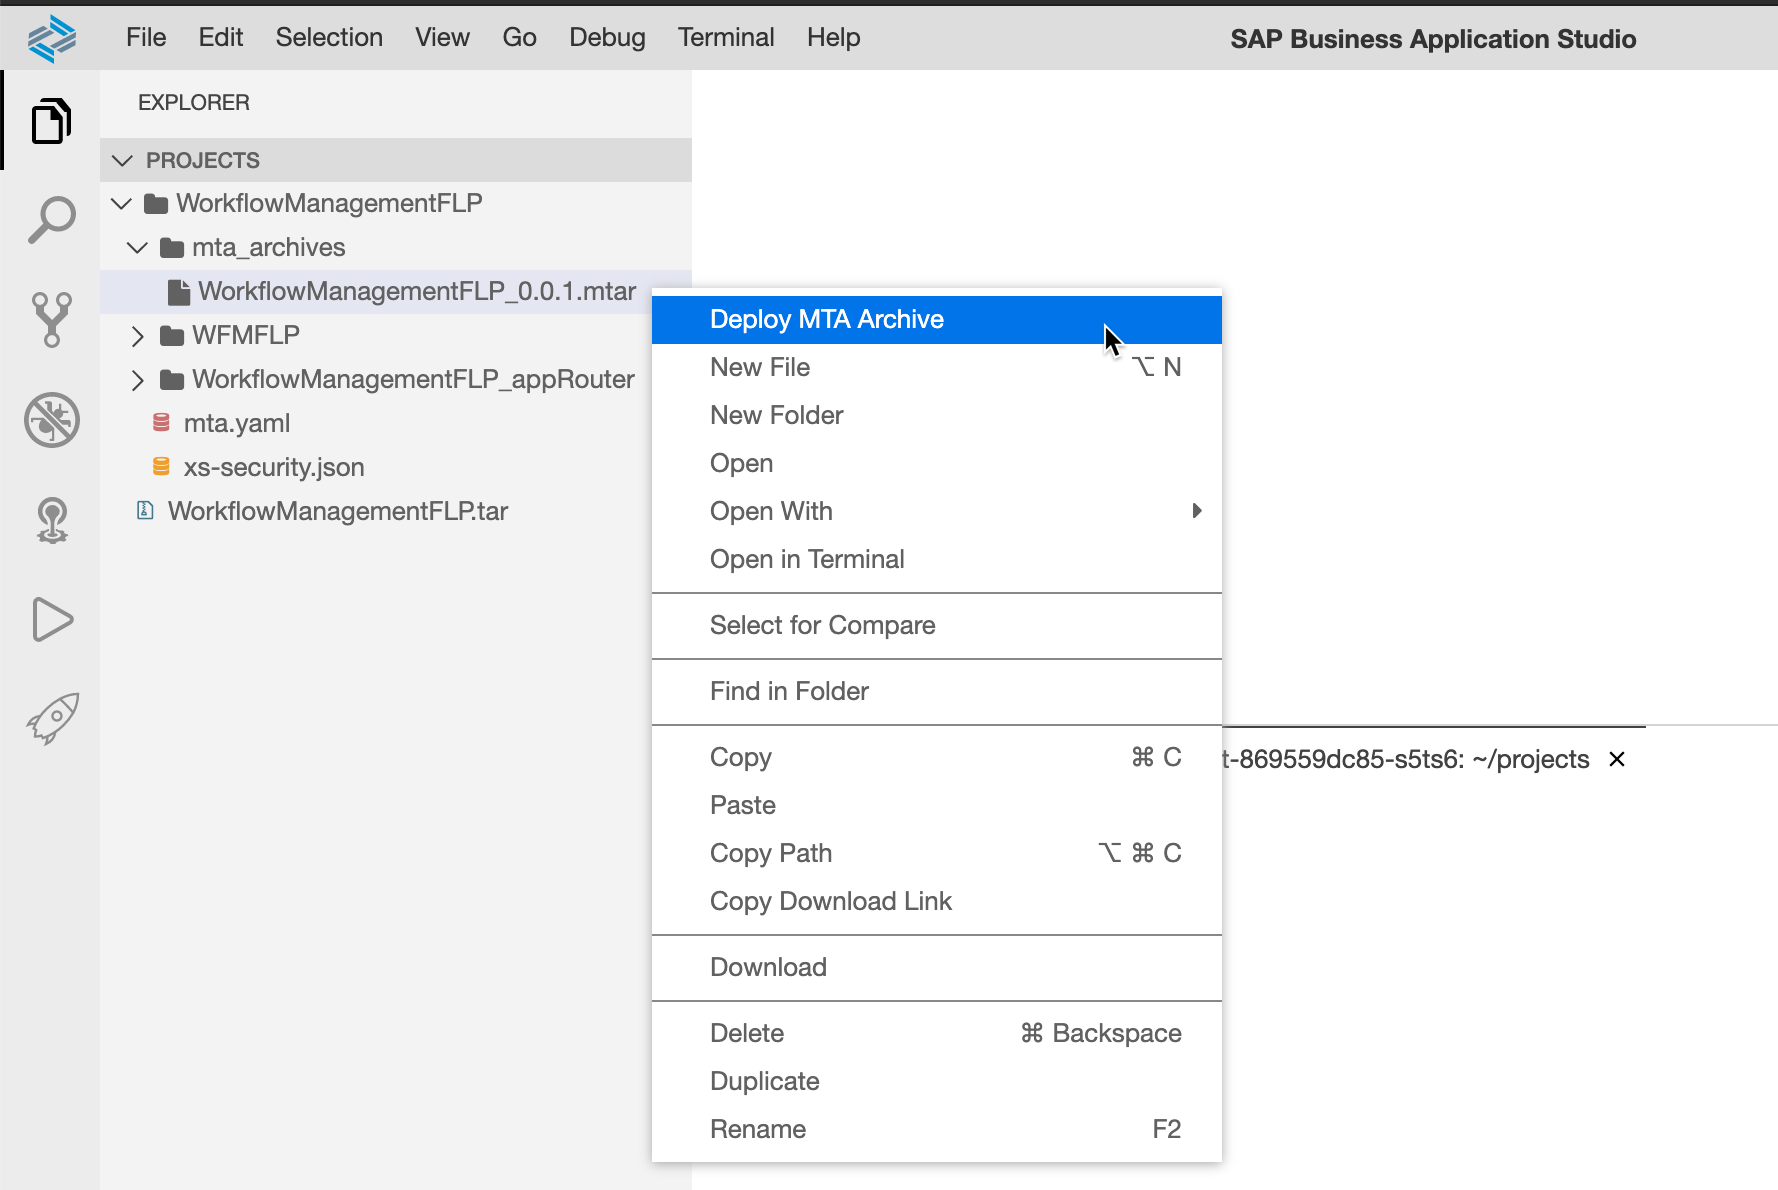 File Edit Selection View Go Debug Terminal Help SAP Business Application Studio
EXPLORER
PROJECTS
WorkflowManagementFLP
mta_archives
WorkflowManagementFLP_0.0.1.mtar
WFMFLP
WorkflowManagementFLP_appRouter
mta.yaml
xs-security.json
WorkflowManagementFLP.tar
Deploy MTA Archive
New File ⌥ N
New Folder
Open
Open With
Open in Terminal
Select for Compare
Find in Folder
Copy ⌘ C
Paste
Copy Path ⌥ ⌘ C
Copy Download Link
Download
Delete ⌘ Backspace
Duplicate
Rename F2
t-869559dc85-s5ts6: ~/projects